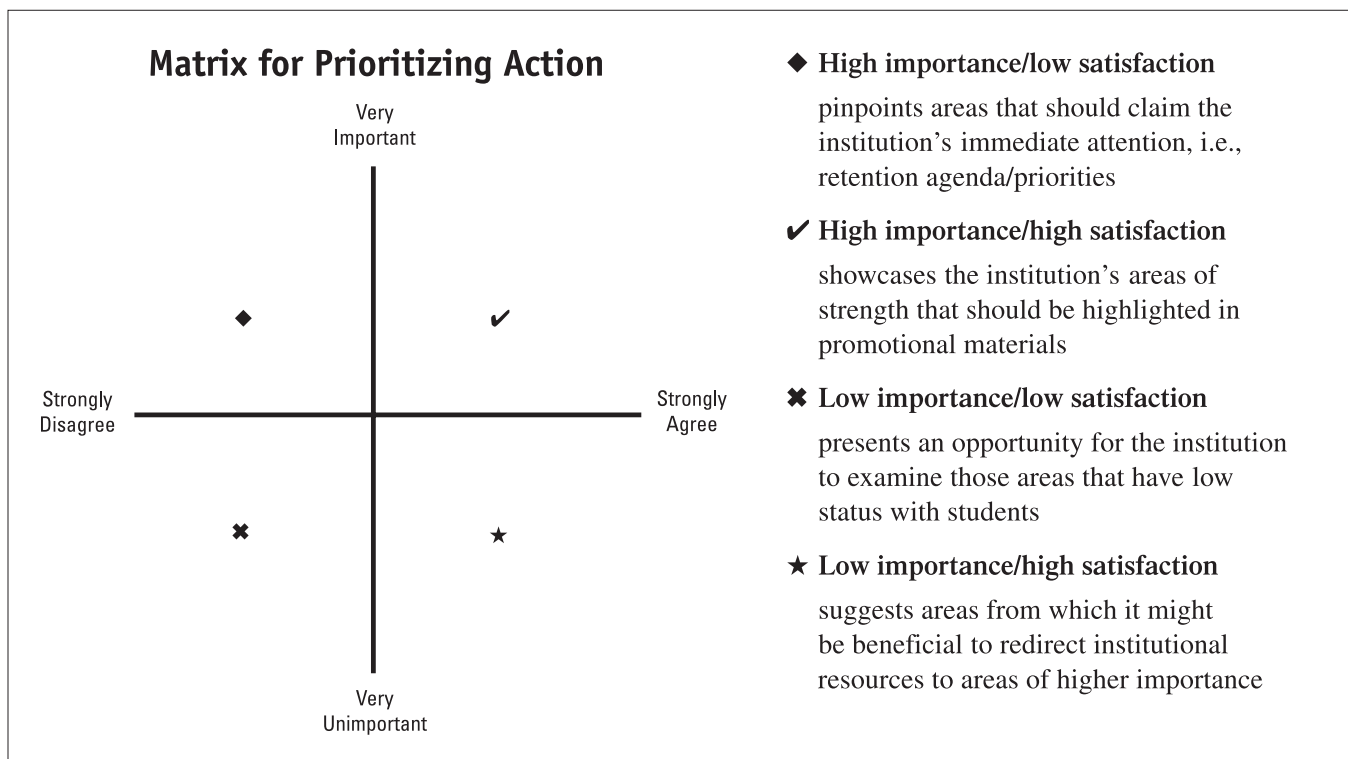 Matrix for Prioritizing Action
Very
Important
Strongly
Disagree
Strongly
Agree
Very
Unimportant
◆ High importance/low satisfaction
pinpoints areas that should claim the
institution’s immediate attention, i.e.,
retention agenda/priorities
✔ High importance/high satisfaction
showcases the institution’s areas of
strength that should be highlighted in
promotional materials
✖ Low importance/low satisfaction
presents an opportunity for the institution
to examine those areas that have low
status with students
★ Low importance/high satisfaction
suggests areas from which it might
be beneficial to redirect institutional
resources to areas of higher importance